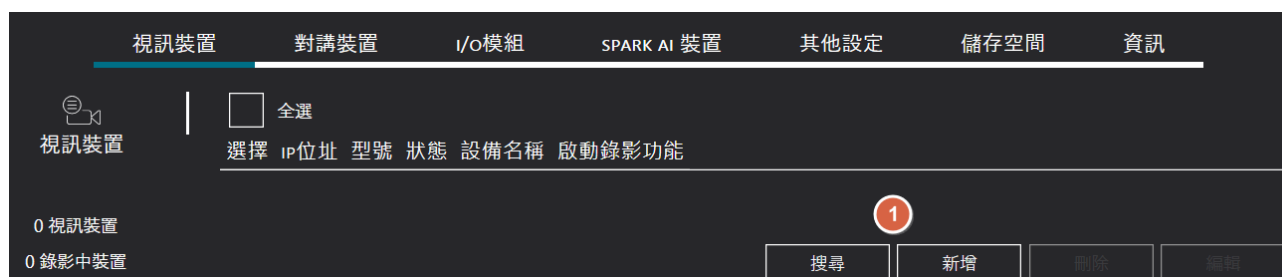 視訊裝置 對講裝置 I/O模組 SPARK AI 裝置 其他設定 儲存空間 資訊
全選
視訊裝置
選擇 IP位址 型號 狀態 設備名稱 啟動錄影功能
1
0 視訊裝置
0 錄影中裝置
搜尋 新增 刪除 編輯